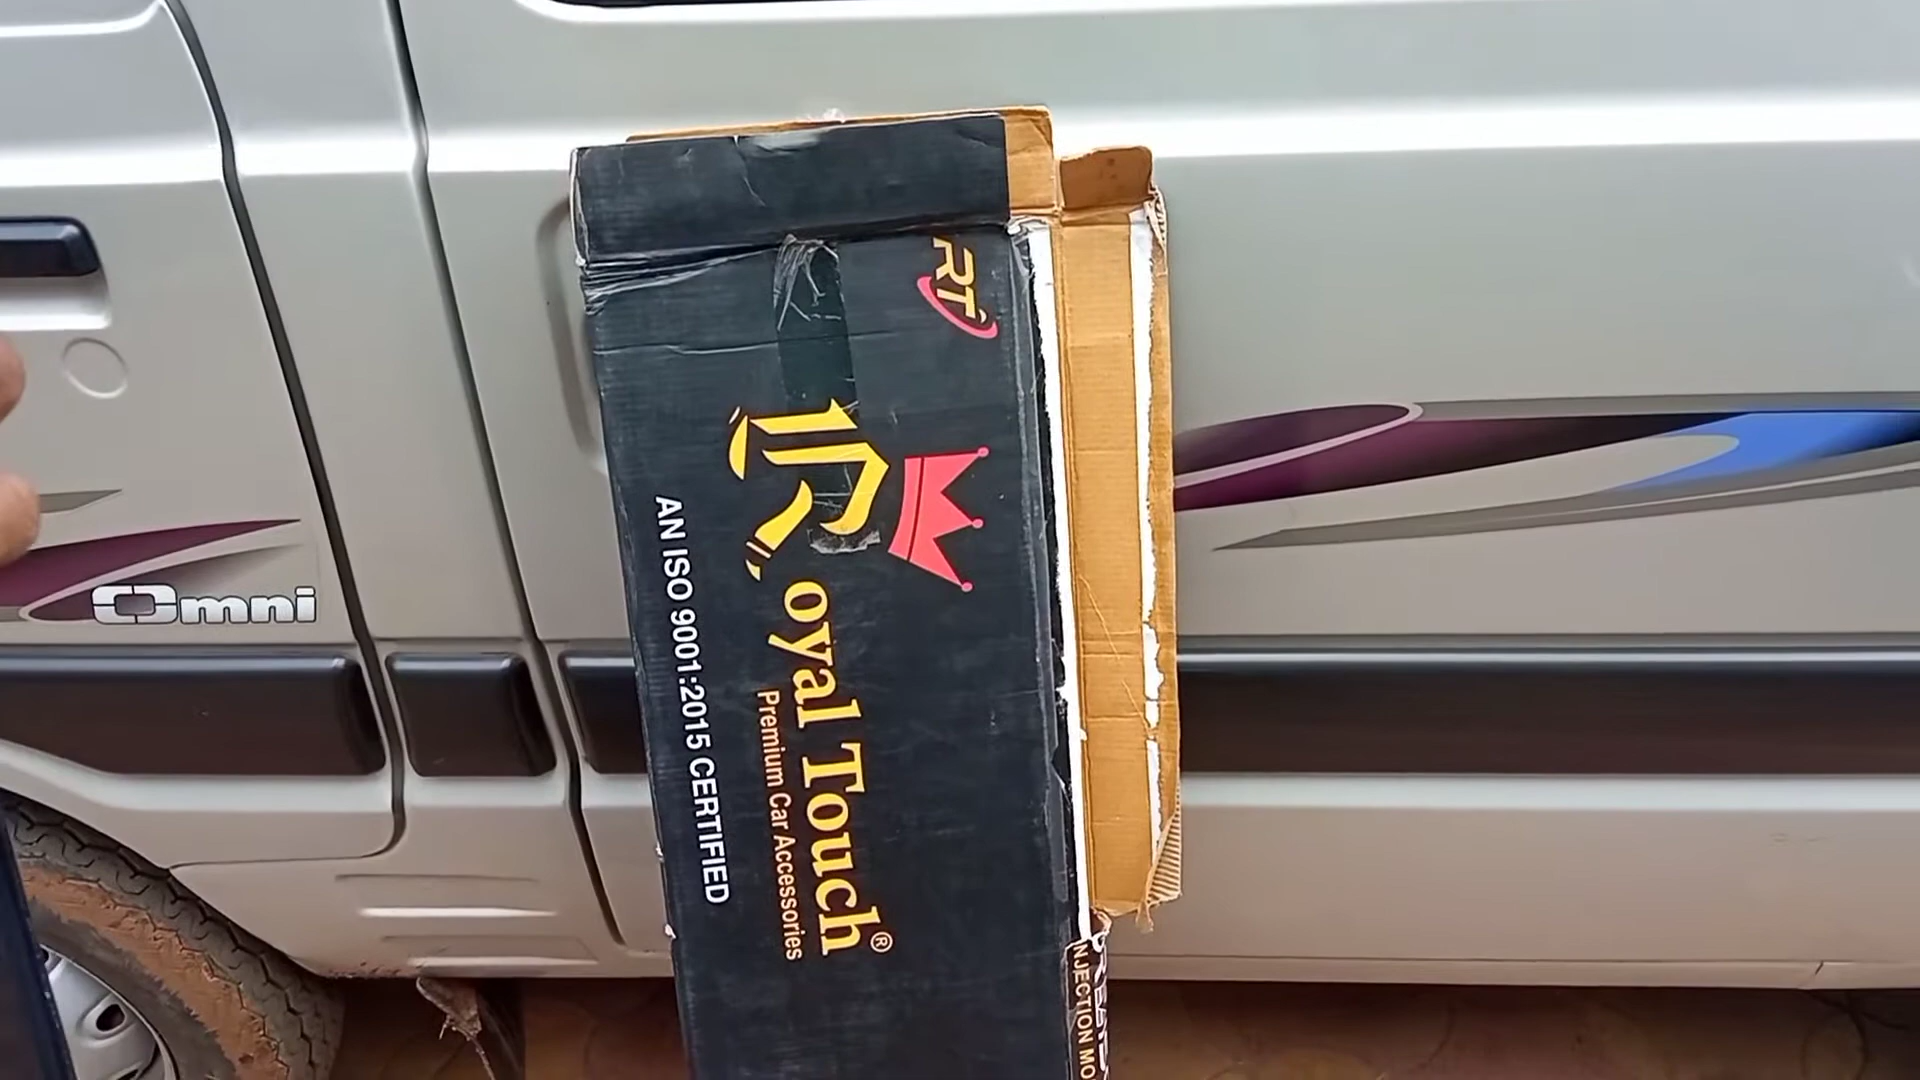 Omni
RT
Royal Touch®
Premium Car Accessories
AN ISO 9001:2015 CERTIFIED